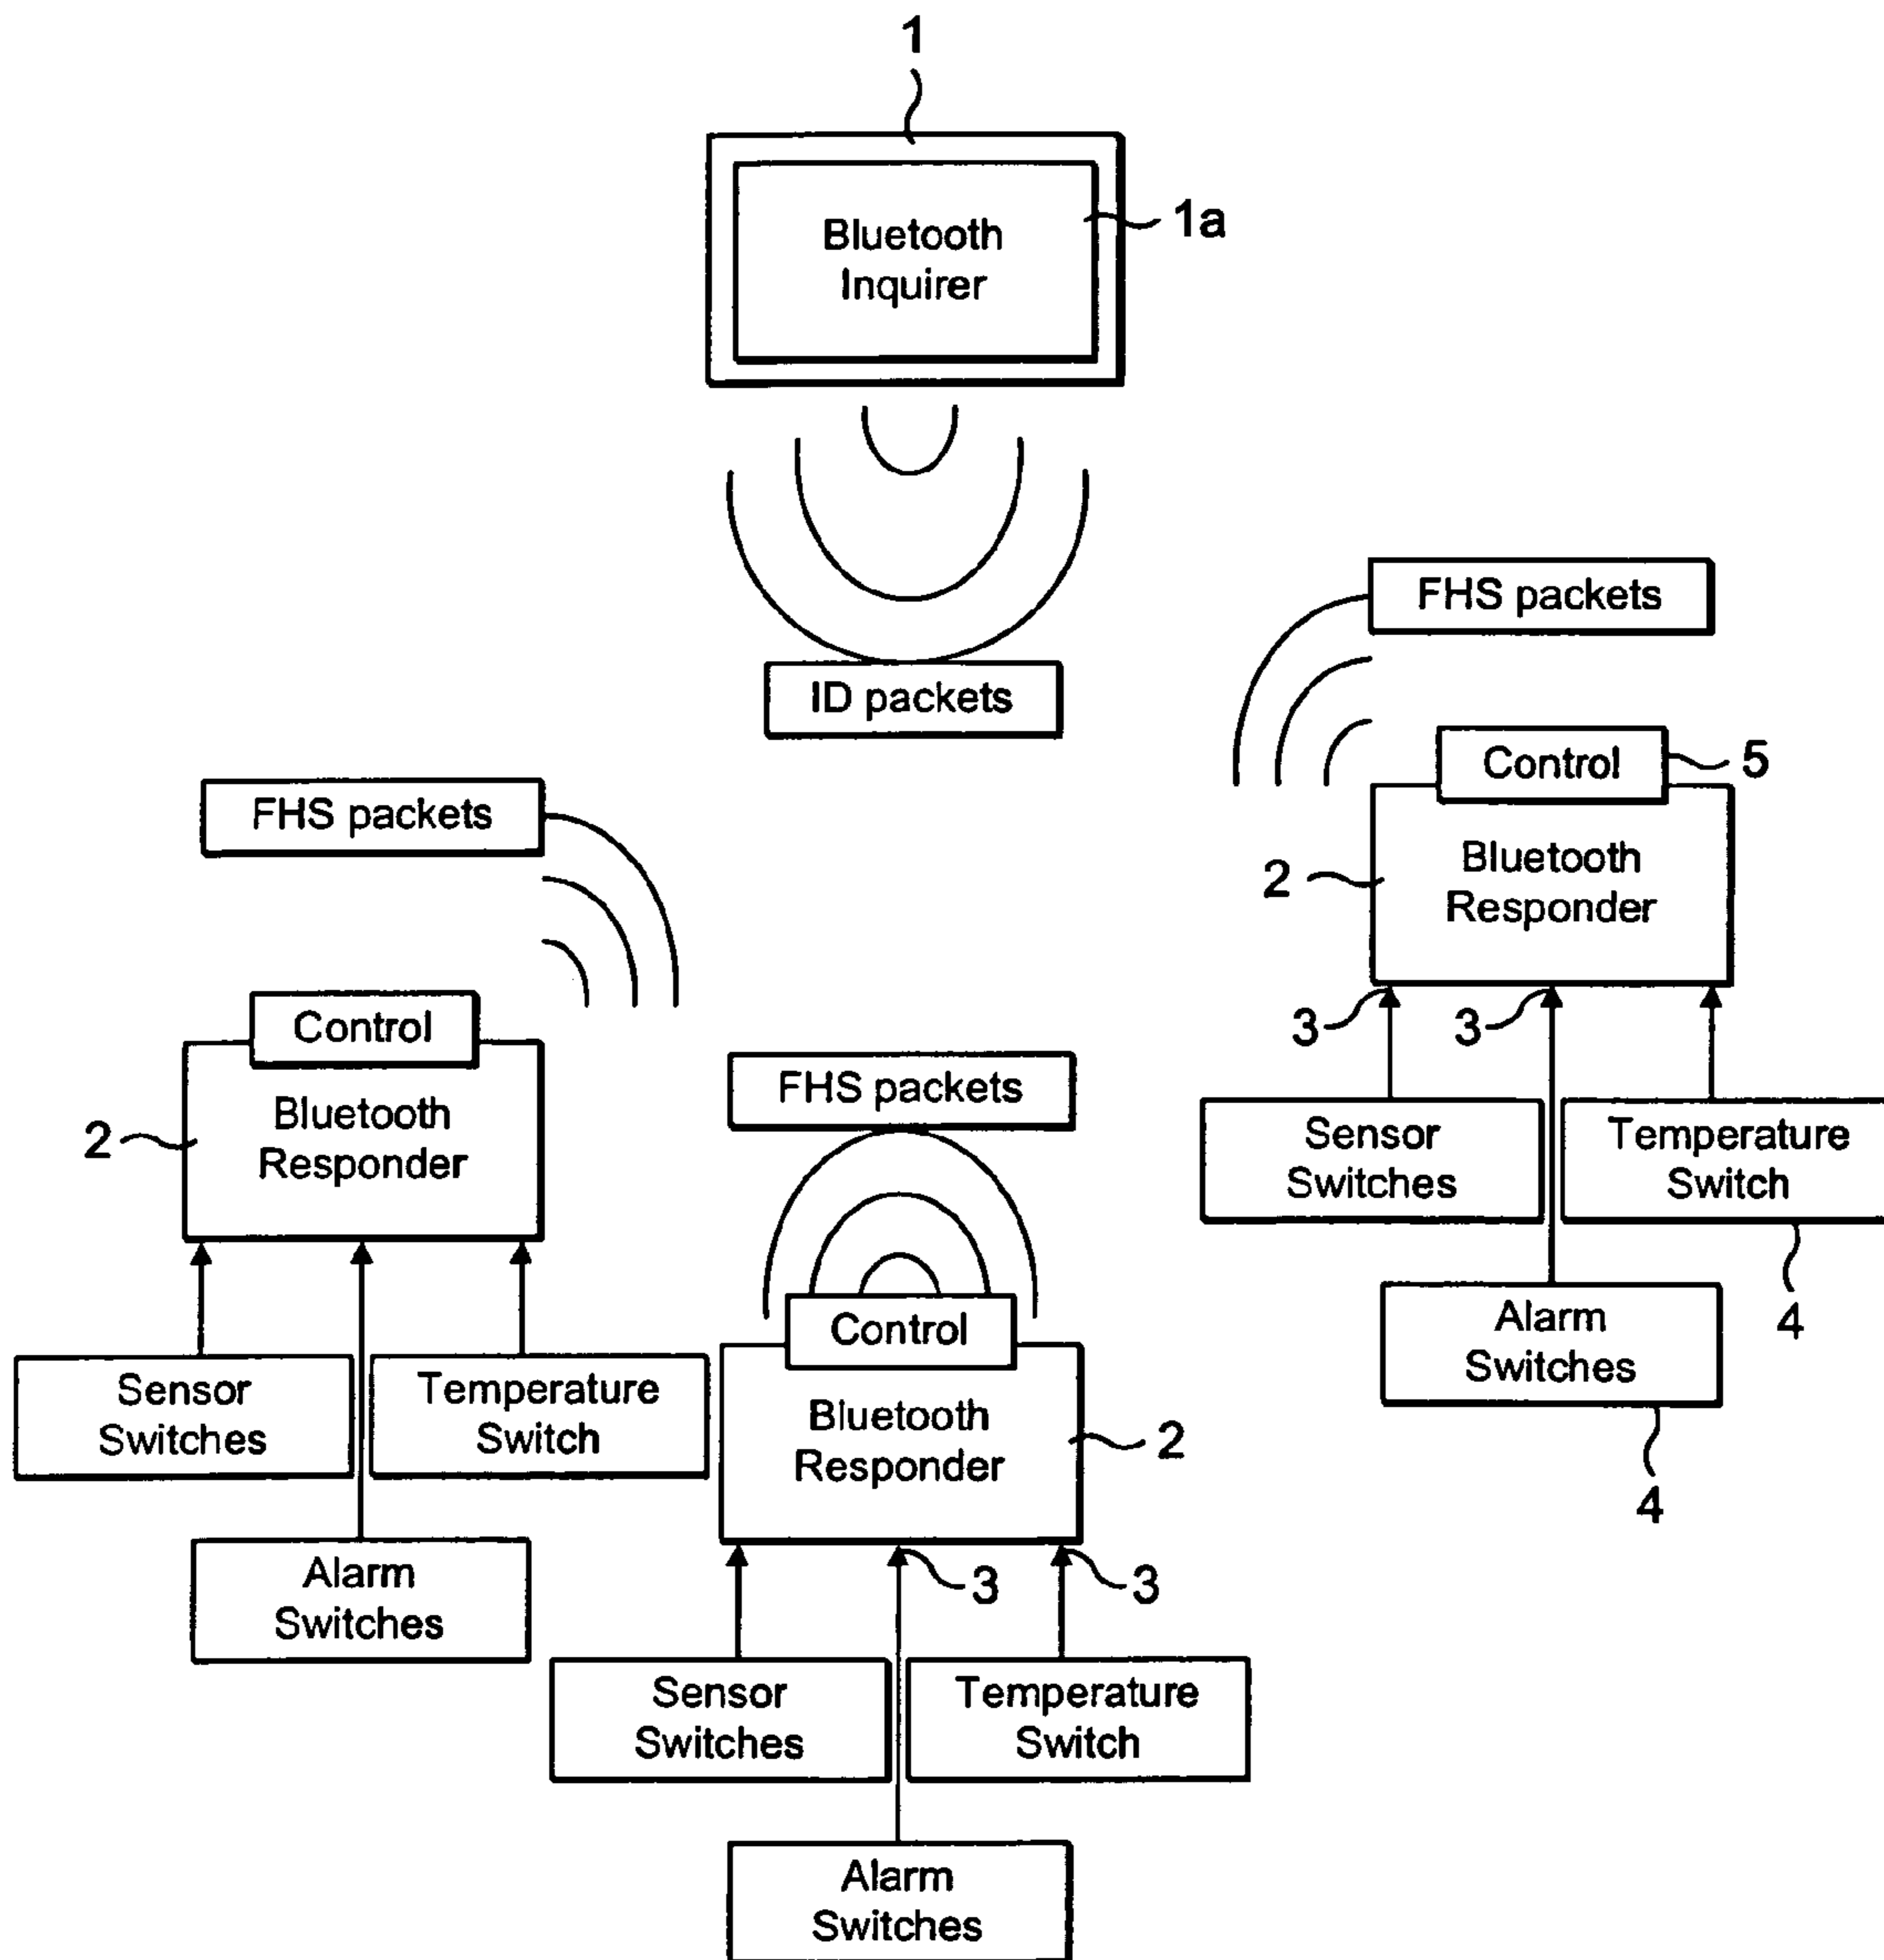 1
Bluetooth
Inquirer
1a
ID packets
FHS packets
Control
5
2
Bluetooth
Responder
3
3
Sensor
Switches
Temperature
Switch
4
Alarm
Switches
4
FHS packets
Control
2
Bluetooth
Responder
Sensor
Switches
Temperature
Switch
Alarm
Switches
FHS packets
Control
Bluetooth
Responder
2
3
3
Sensor
Switches
Temperature
Switch
Alarm
Switches